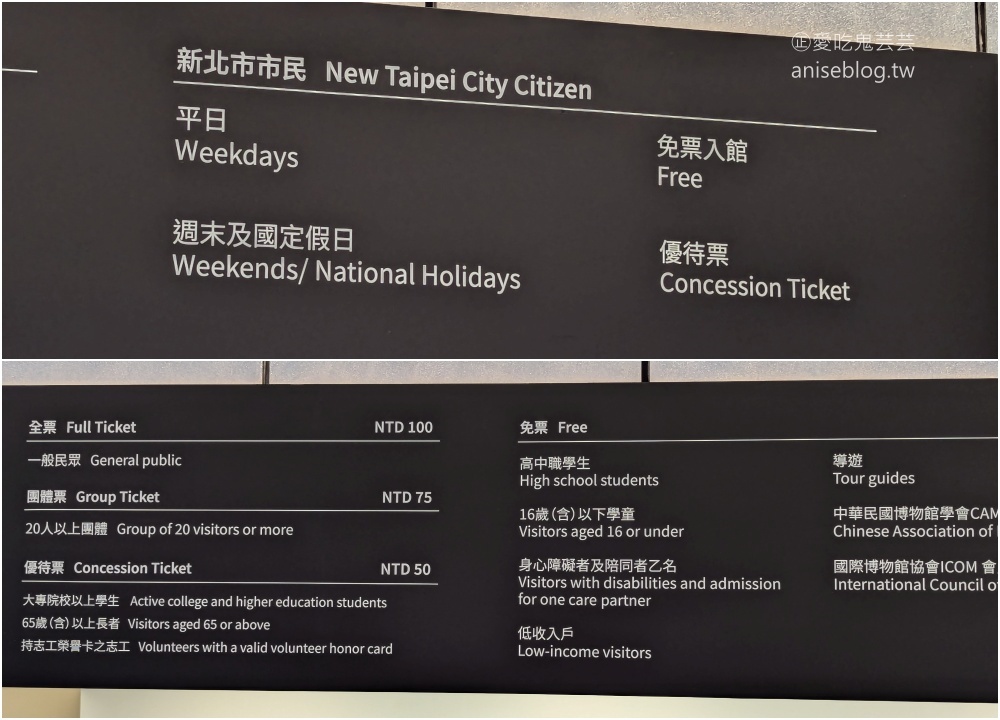 ㊣愛吃鬼芸芸
aniseblog.tw
新北市市民 New Taipei City Citizen
平日
Weekdays
免票入館
Free
週末及國定假日
Weekends/ National Holidays
優待票
Concession Ticket
全票 Full Ticket NTD 100
一般民眾 General public
團體票 Group Ticket NTD 75
20人以上團體 Group of 20 visitors or more
優待票 Concession Ticket NTD 50
大專院校以上學生 Active college and higher education students
65歲(含)以上長者 Visitors aged 65 or above
持志工榮譽卡之志工 Volunteers with a valid volunteer honor card
免票 Free
高中職學生
High school students
16歲(含)以下學童
Visitors aged 16 or under
身心障礙者及陪同者乙名
Visitors with disabilities and admission
for one care partner
低收入戶
Low-income visitors
導遊
Tour guides
中華民國博物館學會CAM
Chinese Association of
國際博物館協會ICOM 會
International Council o